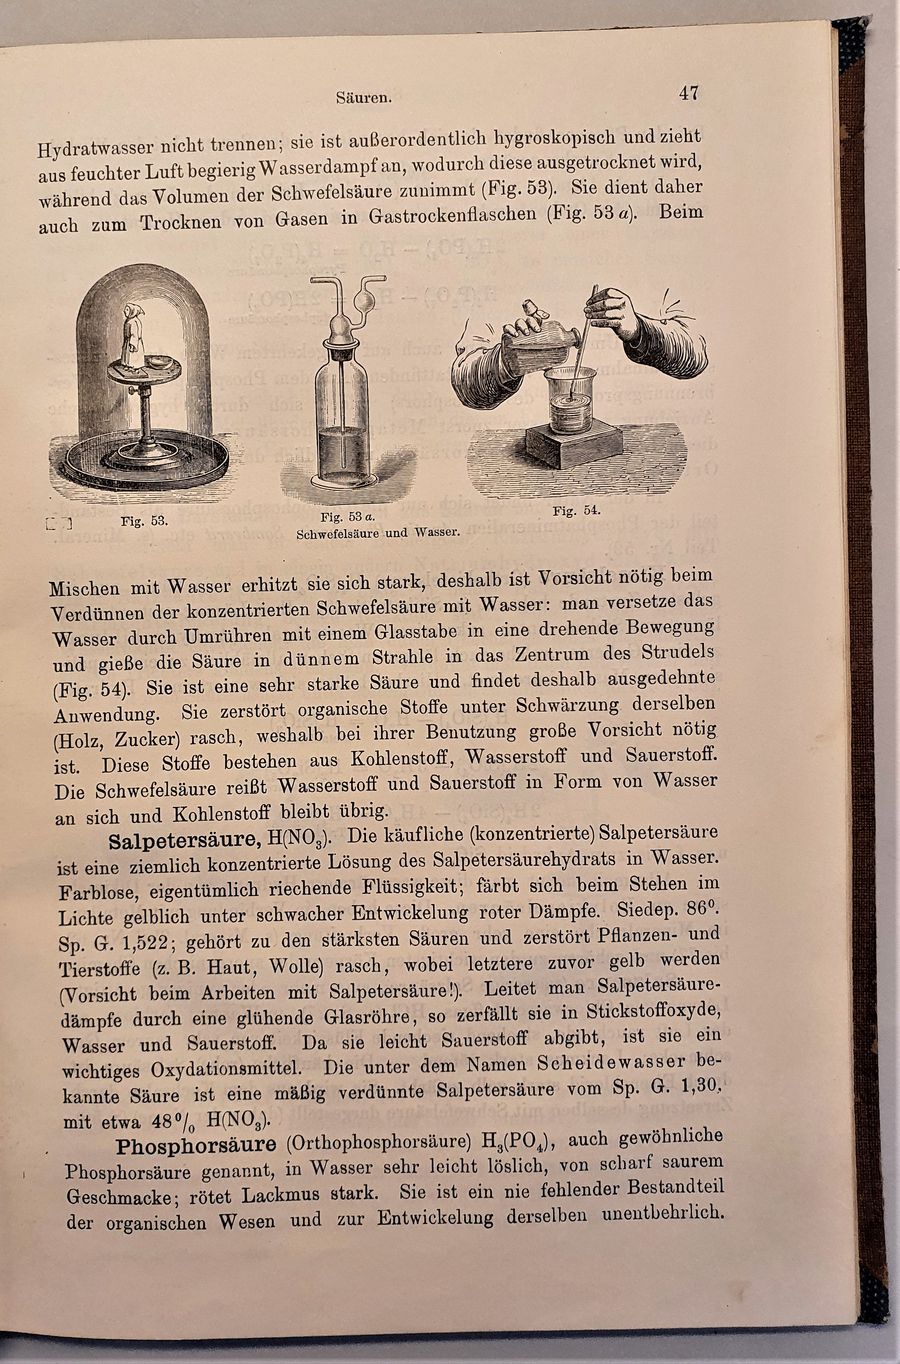 Säuren.
47
Hydratwasser nicht trennen; sie ist außerordentlich hygroskopisch und zieht
aus feuchter Luft begierig Wasserdampf an, wodurch diese ausgetrocknet wird,
während das Volumen der Schwefelsäure zunimmt (Fig. 53). Sie dient daher
auch zum Trocknen von Gasen in Gastrockenflaschen (Fig. 53 a). Beim
Fig. 53.
Fig. 53 a.
Fig. 54.
Schwefelsäure und Wasser.
Mischen mit Wasser erhitzt sie sich stark, deshalb ist Vorsicht nötig beim
Verdünnen der konzentrierten Schwefelsäure mit Wasser: man versetze das
Wasser durch Umrühren mit einem Glasstabe in eine drehende Bewegung
und gieße die Säure in dünnem Strahle in das Zentrum des Strudels
(Fig. 54). Sie ist eine sehr starke Säure und findet deshalb ausgedehnte
Anwendung. Sie zerstört organische Stoffe unter Schwärzung derselben
(Holz, Zucker) rasch, weshalb bei ihrer Benutzung große Vorsicht nötig
ist. Diese Stoffe bestehen aus Kohlenstoff, Wasserstoff und Sauerstoff.
Die Schwefelsäure reißt Wasserstoff und Sauerstoff in Form von Wasser
an sich und Kohlenstoff bleibt übrig.
Salpetersäure, H(NO₃). Die käufliche (konzentrierte) Salpetersäure
ist eine ziemlich konzentrierte Lösung des Salpetersäurehydrats in Wasser.
Farblose, eigentümlich riechende Flüssigkeit; färbt sich beim Stehen im
Lichte gelblich unter schwacher Entwickelung roter Dämpfe. Siedep. 86⁰.
Sp. G. 1,522; gehört zu den stärksten Säuren und zerstört Pflanzen- und
Tierstoffe (z. B. Haut, Wolle) rasch, wobei letztere zuvor gelb werden
(Vorsicht beim Arbeiten mit Salpetersäure!). Leitet man Salpetersäure-
dämpfe durch eine glühende Glasröhre, so zerfällt sie in Stickstoffoxyde,
Wasser und Sauerstoff. Da sie leicht Sauerstoff abgibt, ist sie ein
wichtiges Oxydationsmittel. Die unter dem Namen Scheidewasser be-
kannte Säure ist eine mäßig verdünnte Salpetersäure vom Sp. G. 1,30,
mit etwa 48 ⁰/₀ H(NO₃).
Phosphorsäure (Orthophosphorsäure) H₃(PO₄), auch gewöhnliche
Phosphorsäure genannt, in Wasser sehr leicht löslich, von scharf saurem
Geschmacke; rötet Lackmus stark. Sie ist ein nie fehlender Bestandteil
der organischen Wesen und zur Entwickelung derselben unentbehrlich.